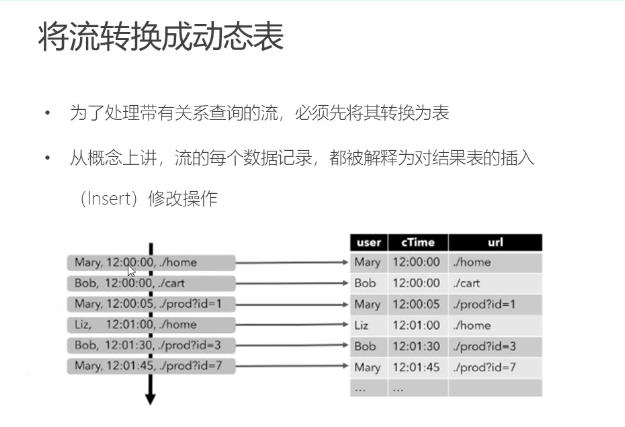 将流转换成动态表
• 为了处理带有关系查询的流，必须先将其转换为表
• 从概念上讲，流的每个数据记录，都被解释为对结果表的插入
（Insert）修改操作
Mary, 12:00:00, ./home
Bob, 12:00:00, ./cart
Mary, 12:00:05, ./prod?id=1
Liz, 12:01:00, ./home
Bob, 12:01:30, ./prod?id=3
Mary, 12:01:45, ./prod?id=7
user cTime url
Mary 12:00:00 ./home
Bob 12:00:00 ./cart
Mary 12:00:05 ./prod?id=1
Liz 12:01:00 ./home
Bob 12:01:30 ./prod?id=3
Mary 12:01:45 ./prod?id=7
... ...